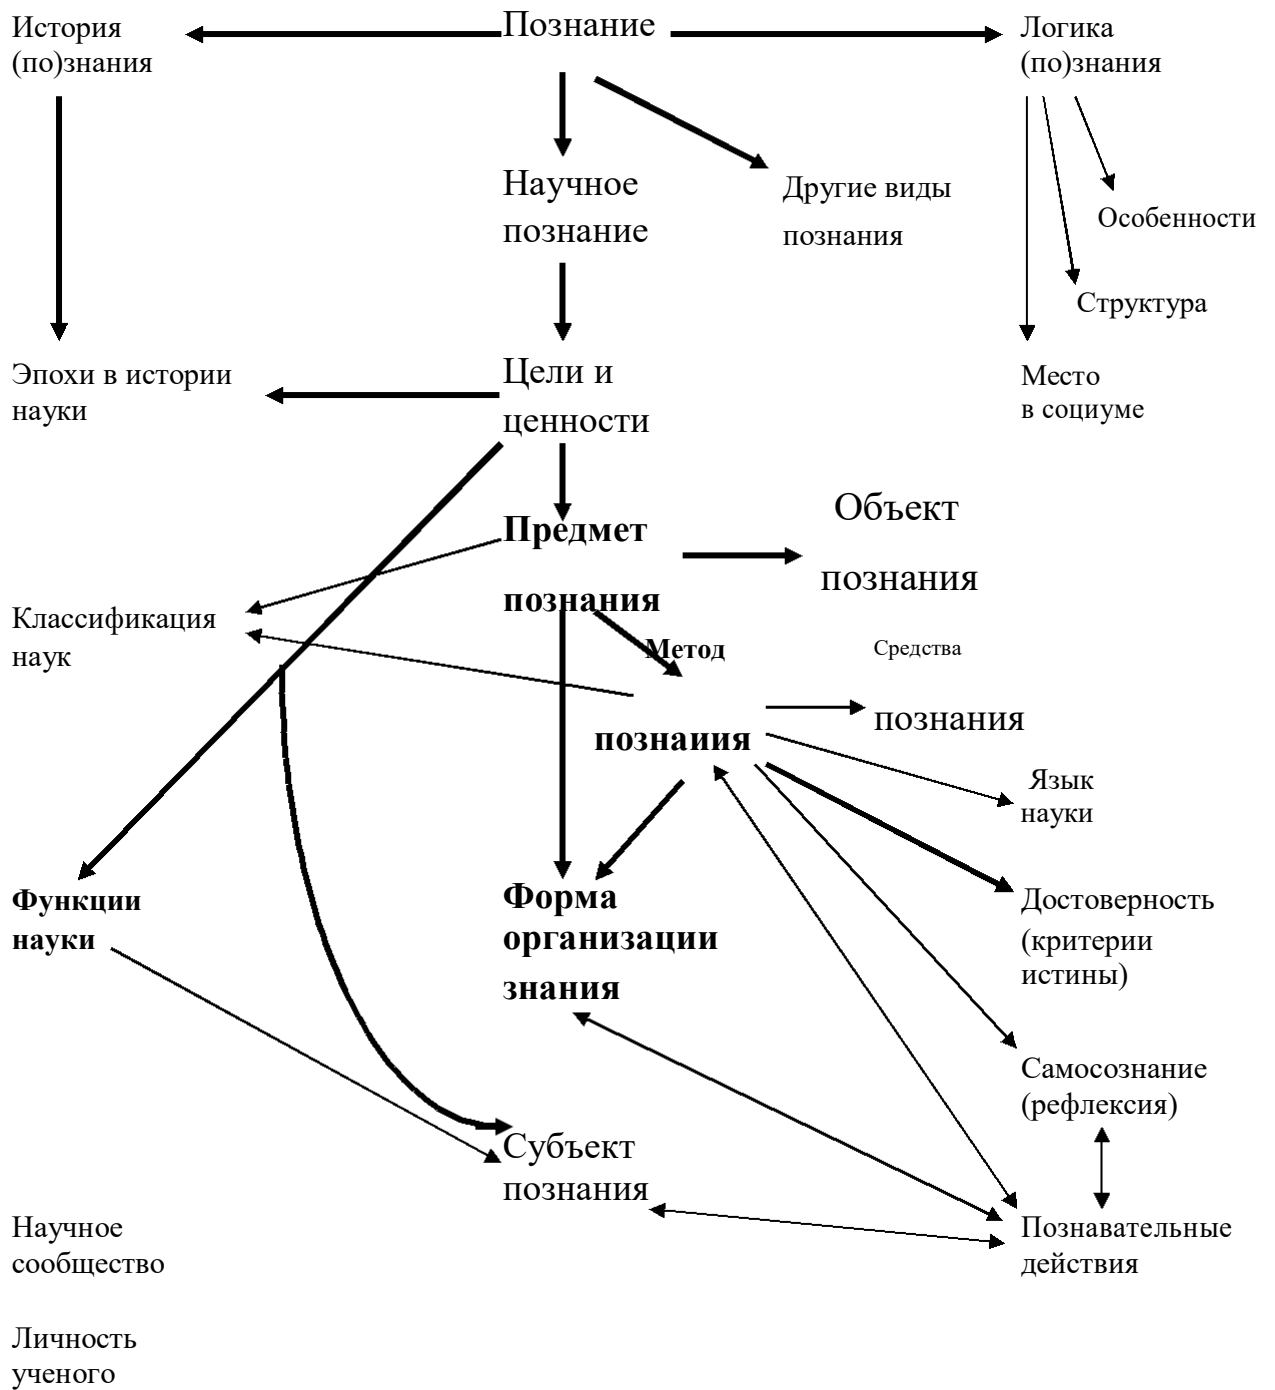 История
(по)знания
Познание
Логика
(по)знания
Научное
познание
Другие виды
познания
Особенности
Структура
Эпохи в истории
науки
Цели и
ценности
Место
в социуме
Предмет
познания
Объект
познания
Классификация
наук
Метод
познаиия
Средства
познания
Язык
науки
Функции
науки
Форма
организации
знания
Достоверность
(критерии
истины)
Самосознание
(рефлексия)
Субъект
познания
Научное
сообщество
Познавательные
действия
Личность
ученого